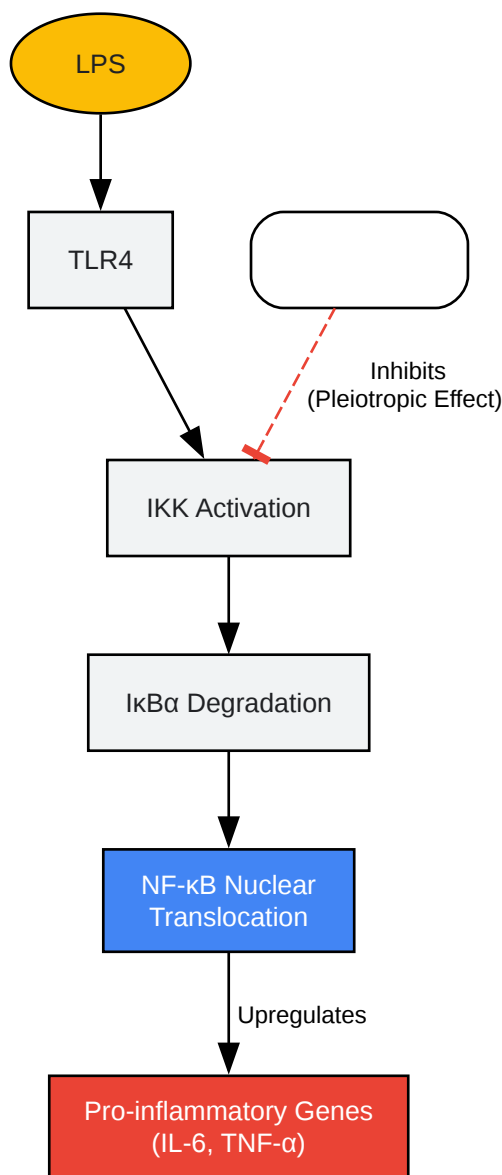 LPS
TLR4
Inhibits
(Pleiotropic Effect)
IKK Activation
IκBα Degradation
NF-κB Nuclear
Translocation
Upregulates
Pro-inflammatory Genes
(IL-6, TNF-α)